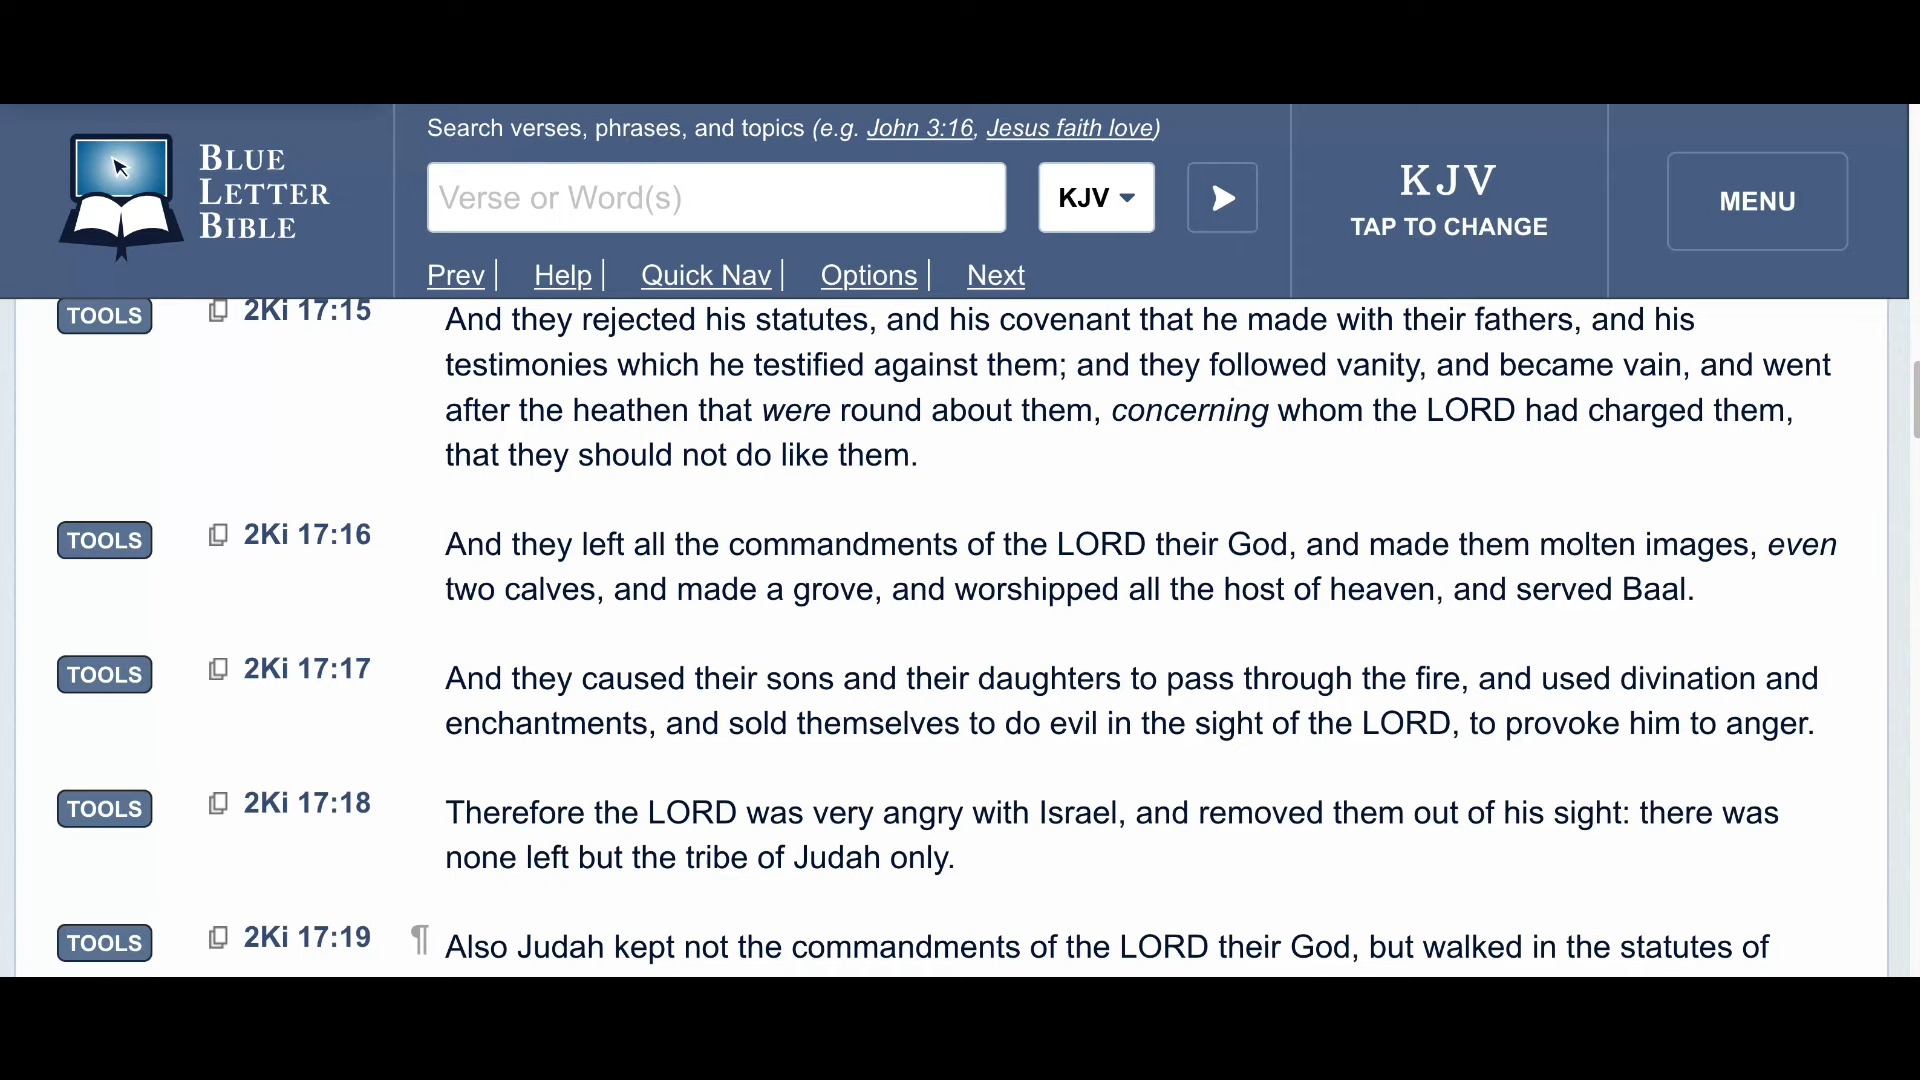 BLUE
LETTER
BIBLE
Search verses, phrases, and topics (e.g. John 3:16, Jesus faith love)
Verse or Word(s)
KJV
Prev | Help | Quick Nav | Options | Next
KJV
TAP TO CHANGE
MENU
TOOLS 2Ki 17:15 And they rejected his statutes, and his covenant that he made with their fathers, and his
testimonies which he testified against them; and they followed vanity, and became vain, and went
after the heathen that were round about them, concerning whom the LORD had charged them,
that they should not do like them.
TOOLS 2Ki 17:16 And they left all the commandments of the LORD their God, and made them molten images, even
two calves, and made a grove, and worshipped all the host of heaven, and served Baal.
TOOLS 2Ki 17:17 And they caused their sons and their daughters to pass through the fire, and used divination and
enchantments, and sold themselves to do evil in the sight of the LORD, to provoke him to anger.
TOOLS 2Ki 17:18 Therefore the LORD was very angry with Israel, and removed them out of his sight: there was
none left but the tribe of Judah only.
TOOLS 2Ki 17:19 ¶ Also Judah kept not the commandments of the LORD their God, but walked in the statutes of